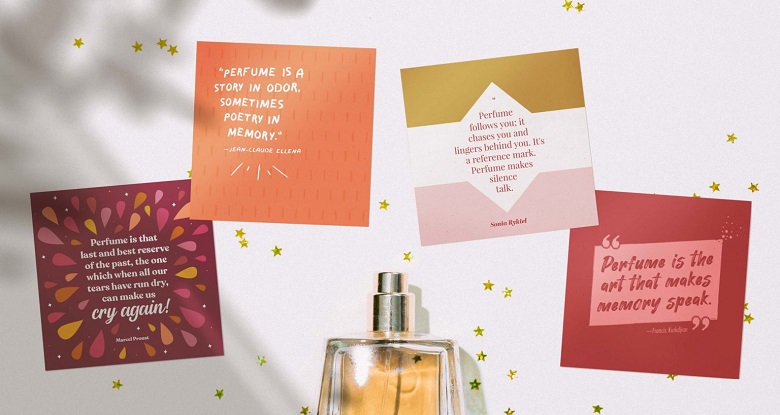 "PERFUME IS A
STORY IN ODOR,
SOMETIMES
POETRY IN
MEMORY."
—JEAN-CLAUDE ELLENA
"
Perfume
follows you; it
chases you and
lingers behind you. It's
a reference mark.
Perfume makes
silence
talk.
Sonia Rykiel
Perfume is that
last and best reserve
of the past, the one
which when all our
tears have run dry,
can make us
cry again!
Marcel Proust
“
Perfume is the
art that makes
memory speak.
”
—Francis Kurkdjian